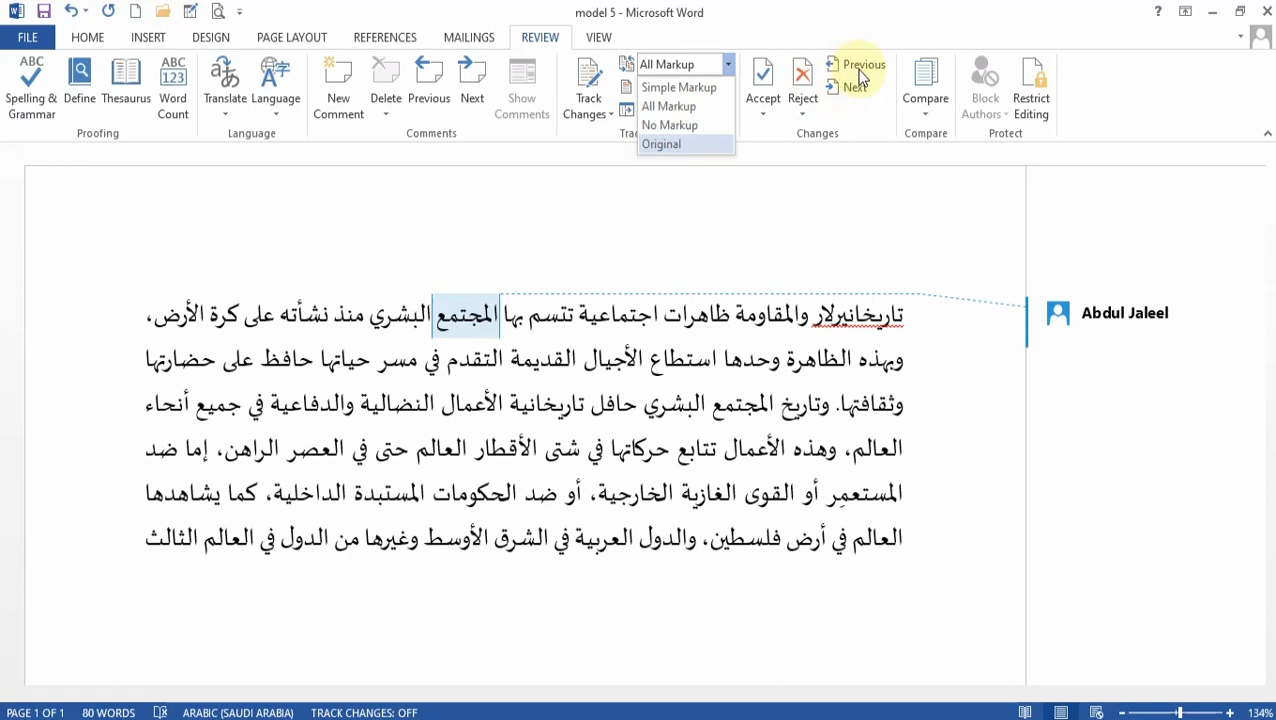 model 5 - Microsoft Word
FILE HOME INSERT DESIGN PAGE LAYOUT REFERENCES MAILINGS REVIEW VIEW
ABC
Spelling &
Grammar
Define
Thesaurus
ABC
123
Word
Count
Proofing
Translate
Language
Language
New
Comment
Delete
Previous
Next
Show
Comments
Comments
Track
Changes
All Markup
Simple Markup
All Markup
No Markup
Original
Accept
Reject
Previous
Next
Changes
Compare
Compare
Block
Authors
Restrict
Editing
Protect
تاريخانيرلار والمقاومة ظاهرات اجتماعية تتسم بها المجتمع البشري منذ نشأته على كرة الأرض،
وبهذه الظاهرة وحدها استطاع الأجيال القديمة التقدم في مسر حياتها حافظ على حضارتها
وثقافتها. وتاريخ المجتمع البشري حافل تاريخانية الأعمال النضالية والدفاعية في جميع أنحاء
العالم، وهذه الأعمال تتابع حركاتها في شتى الأقطار العالم حتى في العصر الراهن، إما ضد
المستعمِر أو القوى الغازية الخارجية، أو ضد الحكومات المستبدة الداخلية، كما يشاهدها
العالم في أرض فلسطين، والدول العربية في الشرق الأوسط وغيرها من الدول في العالم الثالث
Abdul Jaleel
PAGE 1 OF 1 80 WORDS ARABIC (SAUDI ARABIA) TRACK CHANGES: OFF 134%